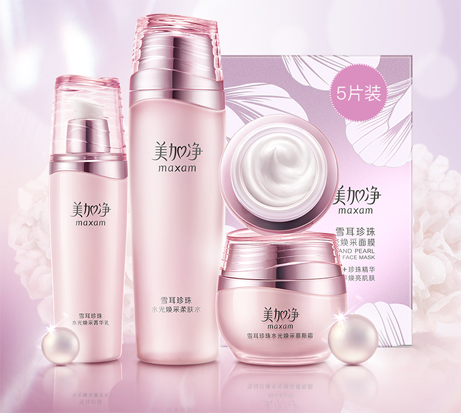 美加净
maxam
雪耳珍珠
水光焕采菁华乳
美加净
maxam
雪耳珍珠
水光焕采柔肤水
美加净
maxam
雪耳珍珠水光焕采慕斯霜
5片装
美加净
maxam
雪耳珍珠
焕采面膜
AND PEARL
FACE MASK
+珍珠精华
焕亮肌肤